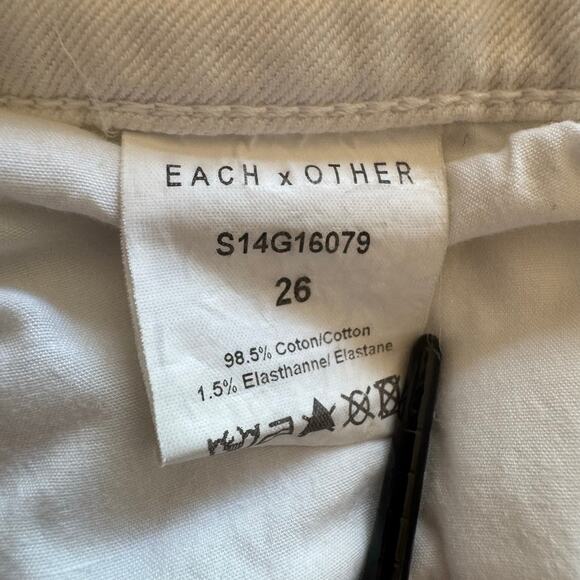 EACH x OTHER
S14G16079
26
98.5% Coton/Cotton
1.5% Elasthanne/ Elastane